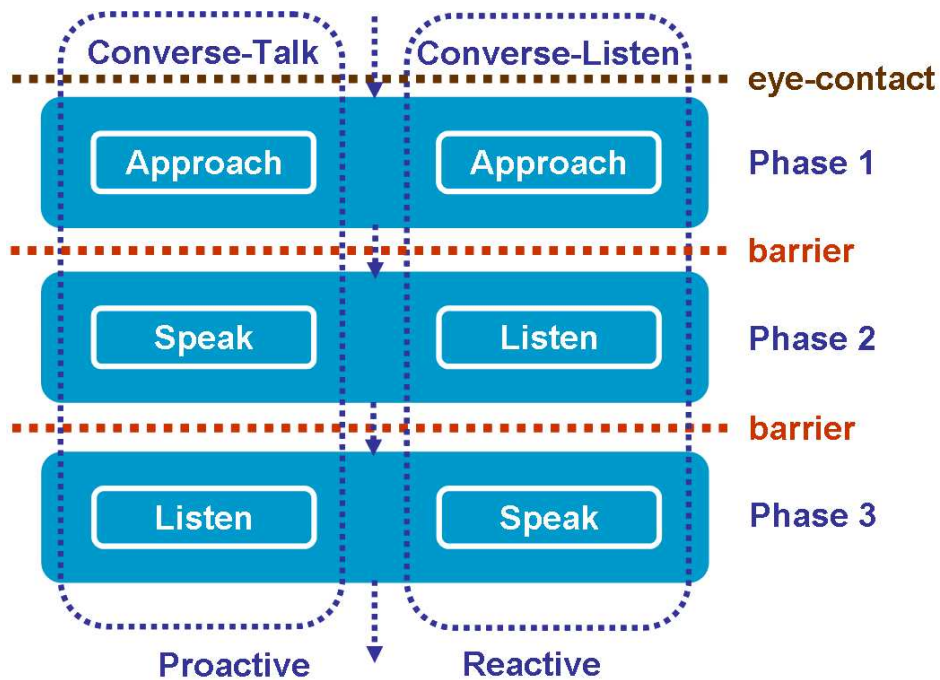 Converse-Talk Converse-Listen
eye-contact
Approach Approach Phase 1
barrier
Speak Listen Phase 2
barrier
Listen Speak Phase 3
Proactive Reactive